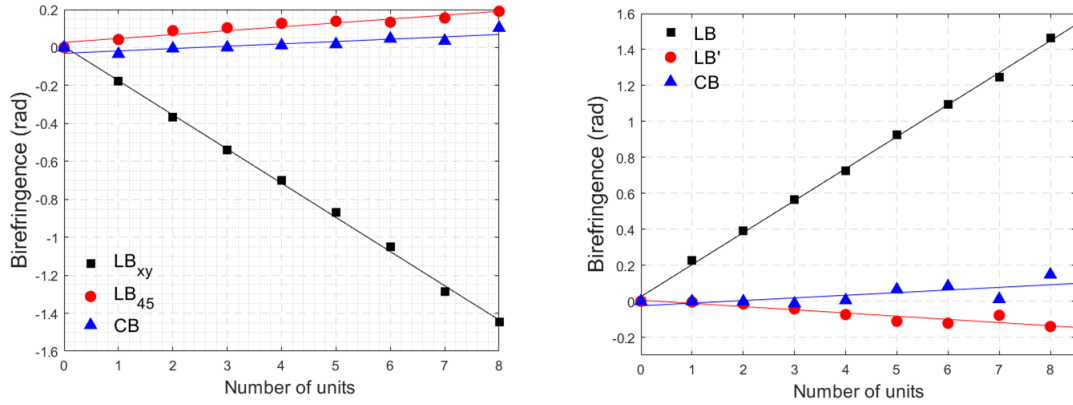 0.2
0
-0.2
-0.4
-0.6
-0.8
-1
-1.2
-1.4
-1.6
Birefringence (rad)
LB_xy
LB_45
CB
0 1 2 3 4 5 6 7 8
Number of units
1.6
1.4
1.2
1
0.8
0.6
0.4
0.2
0
-0.2
Birefringence (rad)
LB
LB'
CB
0 1 2 3 4 5 6 7 8
Number of units